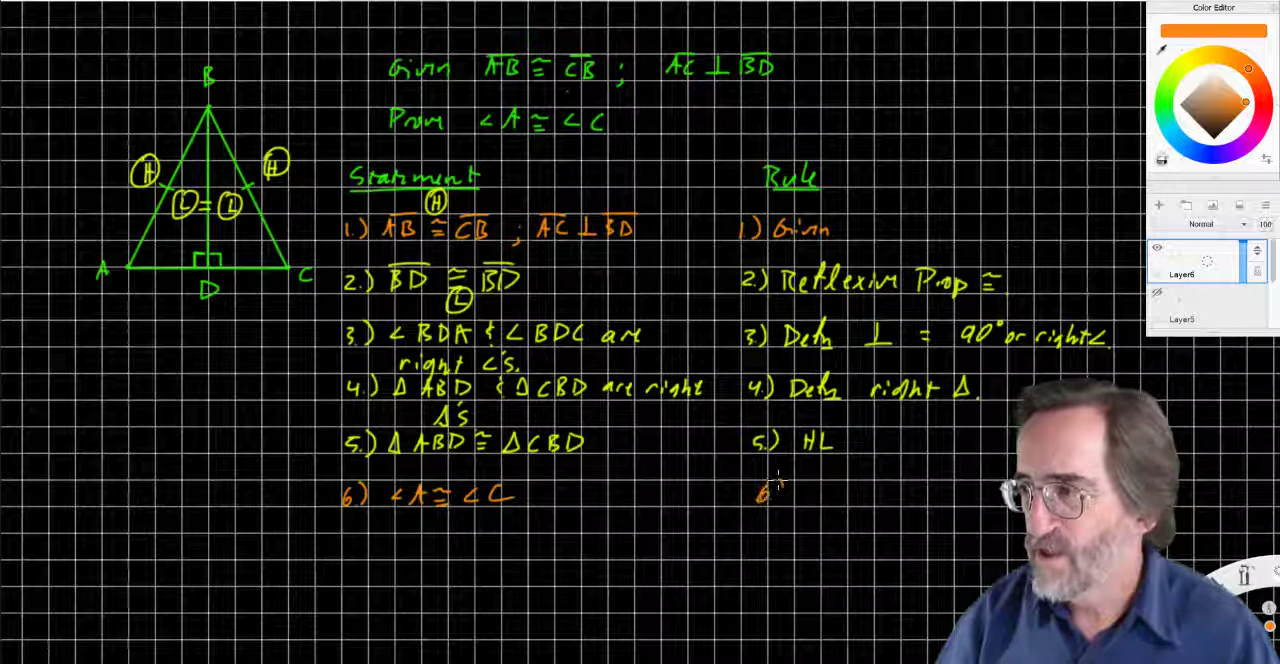 Color Editor
Given AB ≅ CB ; AC ⊥ BD
Prove ∠A ≅ ∠C
B
H H
L = L
A D C
Statment Rule
H
1.) AB ≅ CB ; AC ⊥ BD 1.) Given
2.) BD ≅ BD 2.) Reflexive Prop ≅
L
3.) ∠BDA & ∠BDC are 3.) Defn ⊥ = 90° or right ∠.
right ∠'s.
4.) Δ ABD & Δ CBD are right 4.) Defn right Δ.
Δ's
5.) Δ ABD ≅ Δ CBD 5.) HL
6) ∠A ≅ ∠C 6
Normal 100
Layer6
Layer5